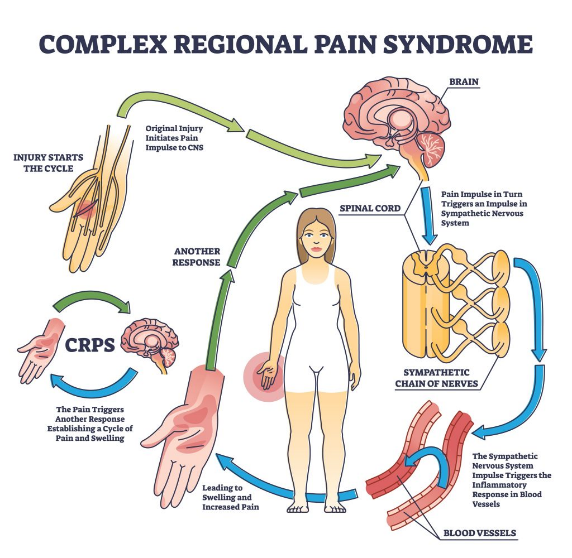 COMPLEX REGIONAL PAIN SYNDROME
BRAIN
Original Injury
Initiates Pain
Impulse to CNS
INJURY STARTS
THE CYCLE
Pain Impulse in Turn
Triggers an Impulse in
Sympathetic Nervous
System
SPINAL CORD
ANOTHER
RESPONSE
CRPS
SYMPATHETIC
CHAIN OF NERVES
The Pain Triggers
Another Response
Establishing a Cycle of
Pain and Swelling
The Sympathetic
Nervous System
Impulse Triggers the
Inflammatory
Response in Blood
Vessels
Leading to
Swelling and
Increased Pain
BLOOD VESSELS